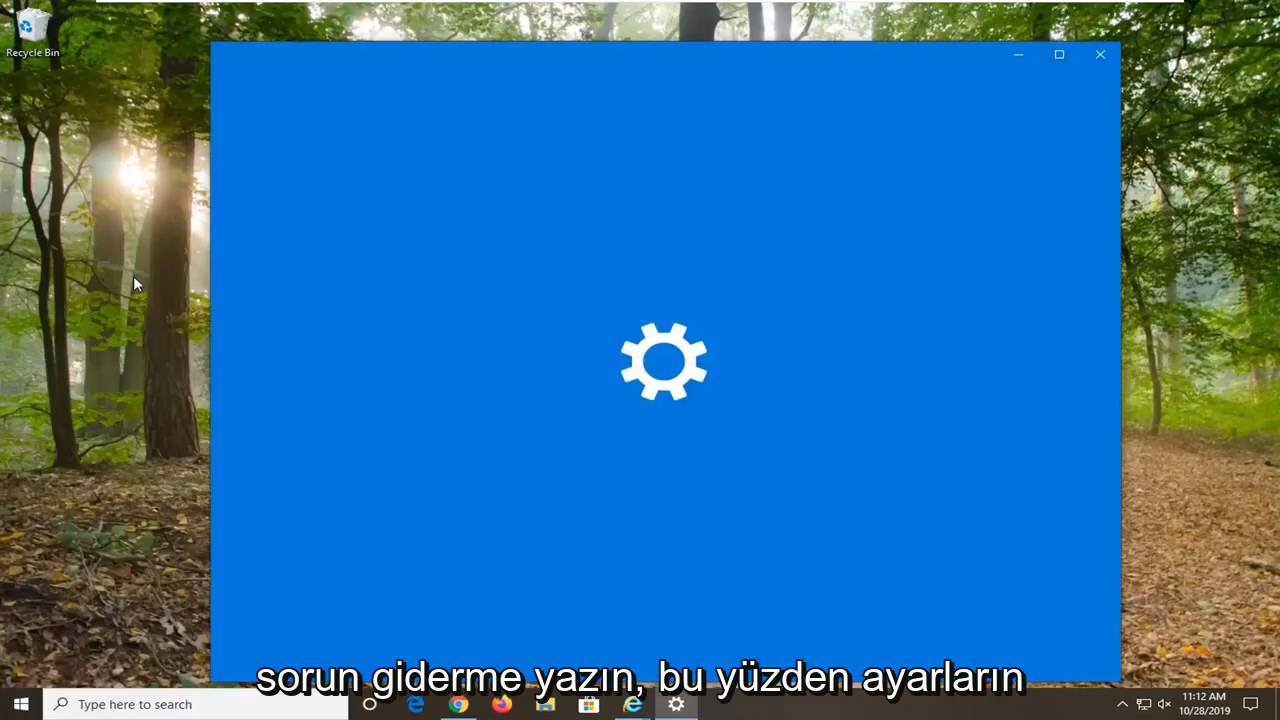 Recycle Bin
sorun giderme yazın, bu yüzden ayarların
Type here to search
11:12 AM
10/28/2019